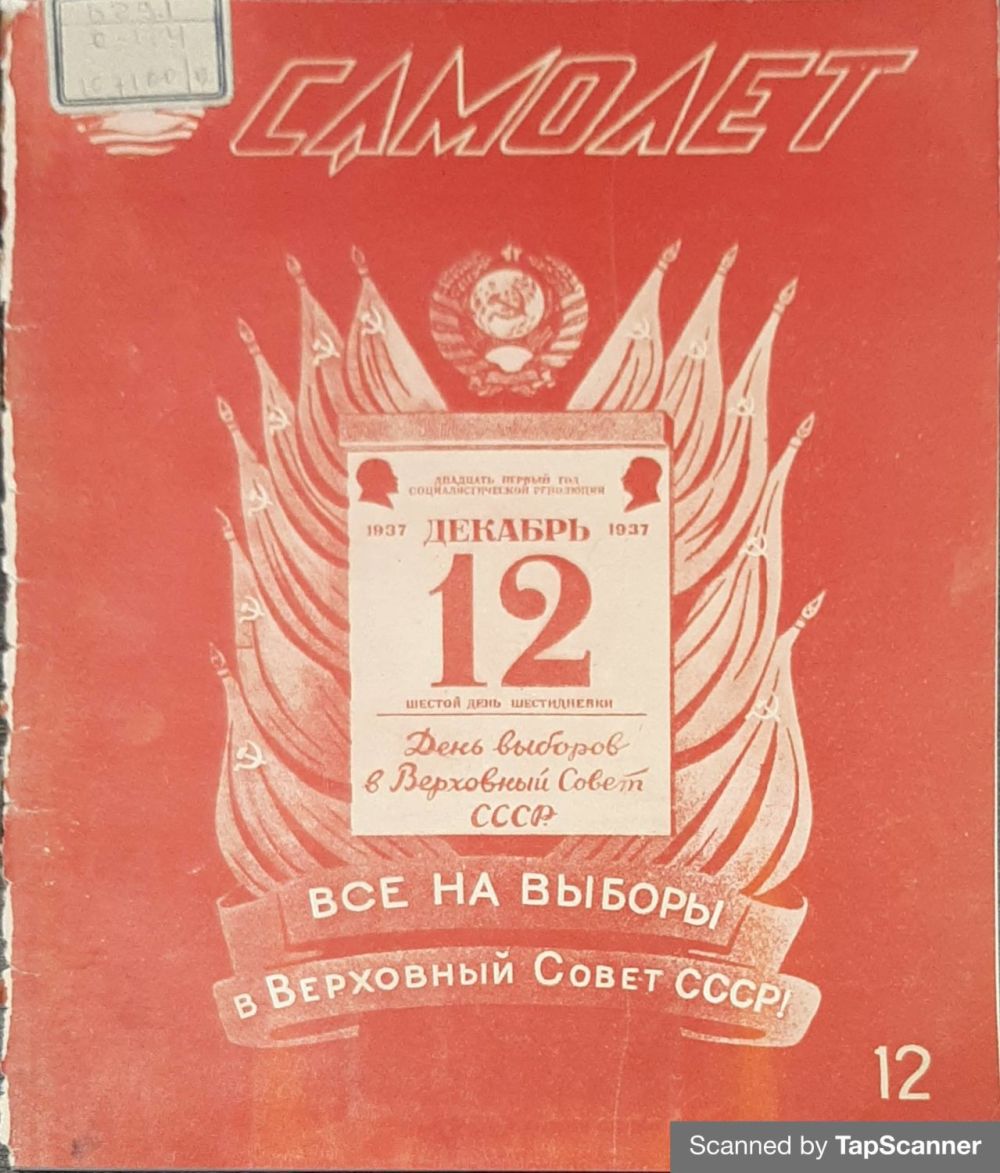 САМОЛЕТ
ДВАДЦАТЬ ПЕРВЫЙ ГОД
СОЦИАЛИСТИЧЕСКОЙ РЕВОЛЮЦИИ
1937 ДЕКАБРЬ 1937
12
ШЕСТОЙ ДЕНЬ ШЕСТИДНЕВКИ
День выборов
в Верховный Совет
СССР
ВСЕ НА ВЫБОРЫ
в ВЕРХОВНЫЙ СОВЕТ СССР!
12
Scanned by TapScanner